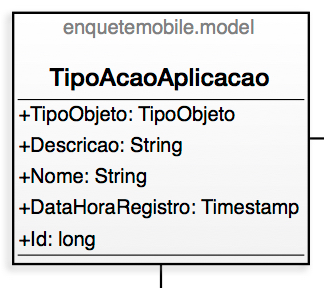 enquetemobile.model
TipoAcaoAplicacao
+TipoObjeto: TipoObjeto
+Descricao: String
+Nome: String
+DataHoraRegistro: Timestamp
+Id: long